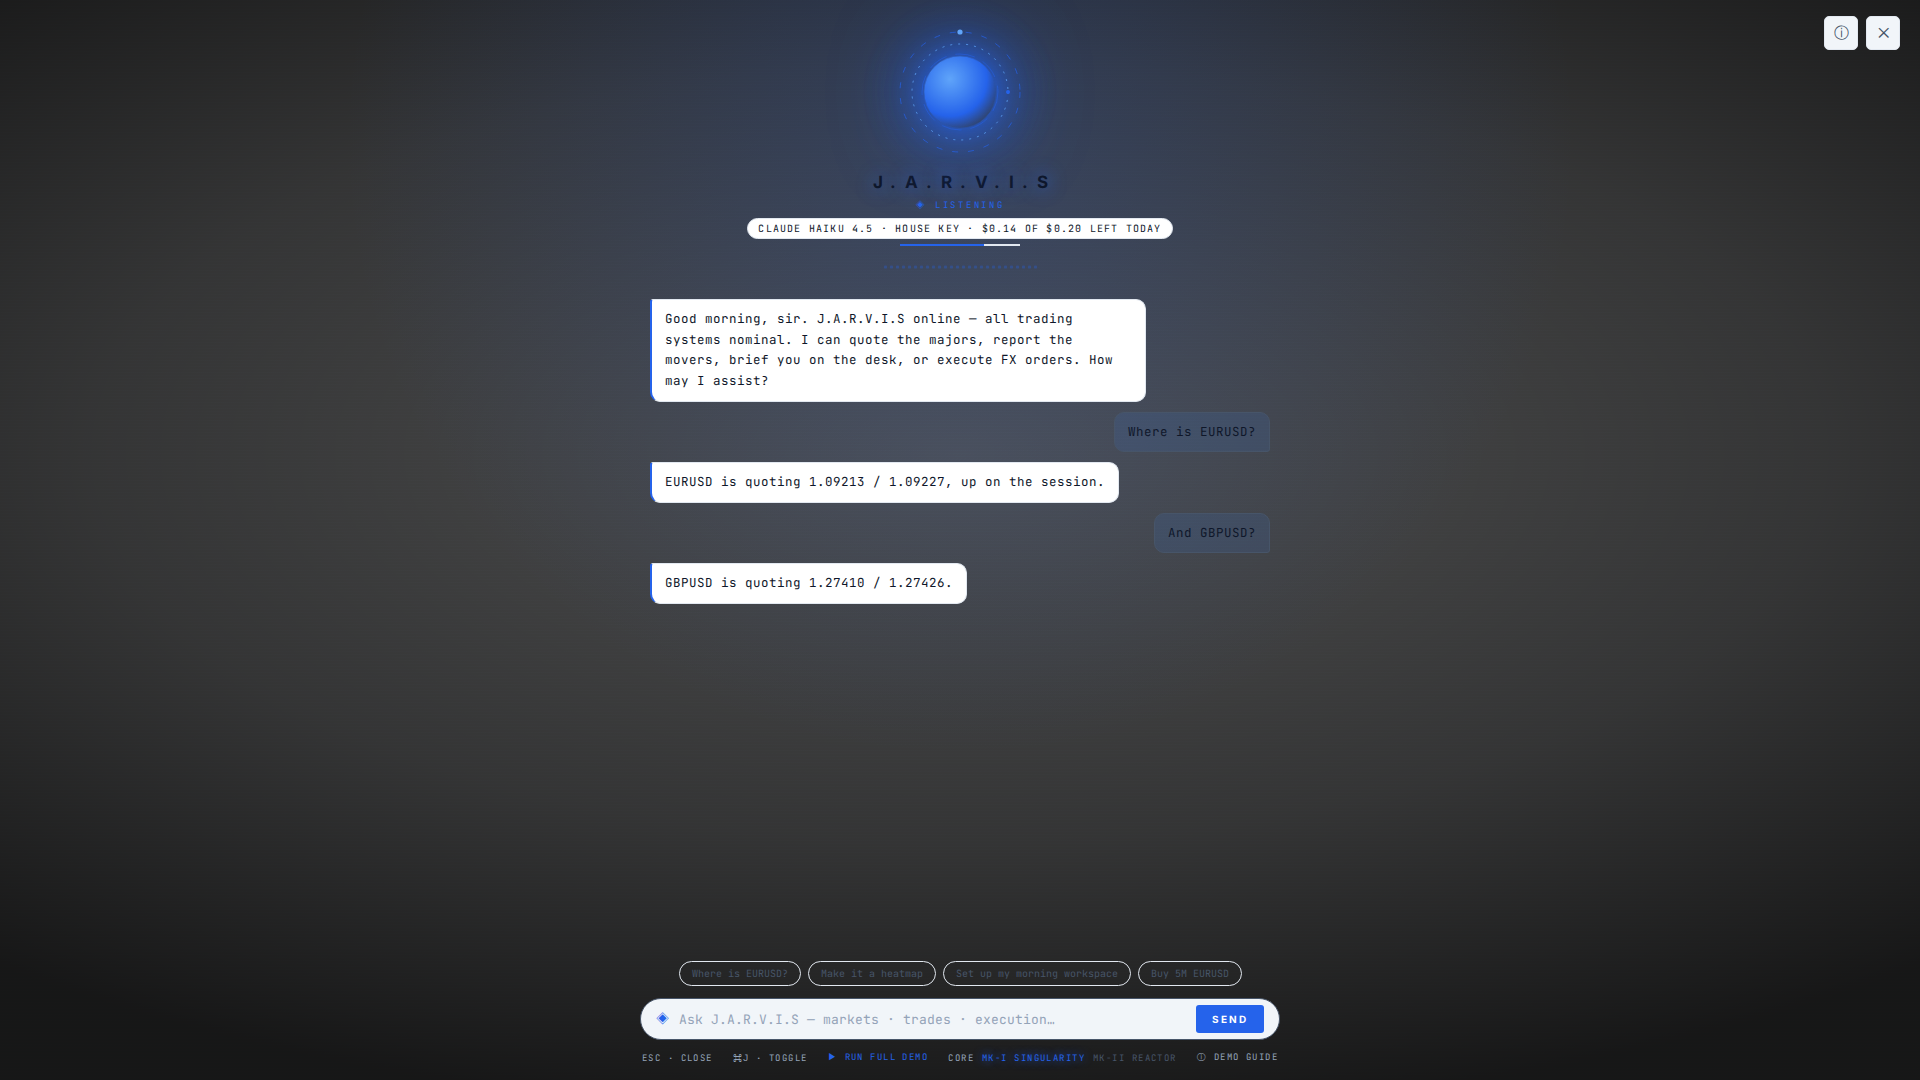 J.A.R.V.I.S
◈ LISTENING
CLAUDE HAIKU 4.5 · HOUSE KEY · $0.14 OF $0.20 LEFT TODAY
Good morning, sir. J.A.R.V.I.S online — all trading
systems nominal. I can quote the majors, report the
movers, brief you on the desk, or execute FX orders. How
may I assist?
Where is EURUSD?
EURUSD is quoting 1.09213 / 1.09227, up on the session.
And GBPUSD?
GBPUSD is quoting 1.27410 / 1.27426.
Where is EURUSD?
Make it a heatmap
Set up my morning workspace
Buy 5M EURUSD
◈ Ask J.A.R.V.I.S — markets · trades · execution…
SEND
ESC · CLOSE
⌘J · TOGGLE
▶ RUN FULL DEMO
CORE MK-I SINGULARITY MK-II REACTOR
ⓘ DEMO GUIDE